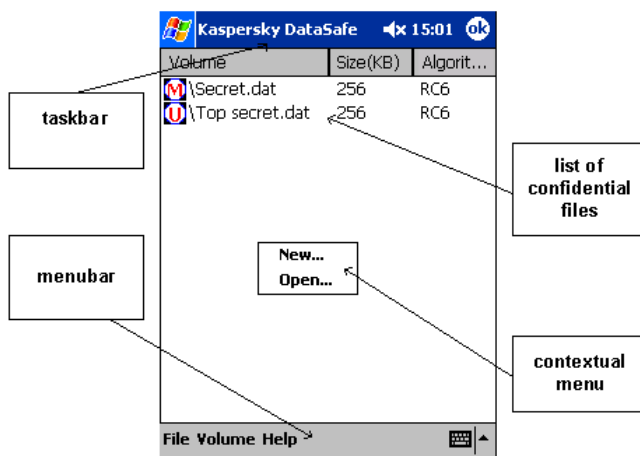 Kaspersky DataSafe 15:01 ok
Volume Size(KB) Algorit...
M \Secret.dat 256 RC6
U \Top secret.dat 256 RC6
taskbar
list of
confidential
files
New...
Open...
menubar
contextual
menu
File Volume Help